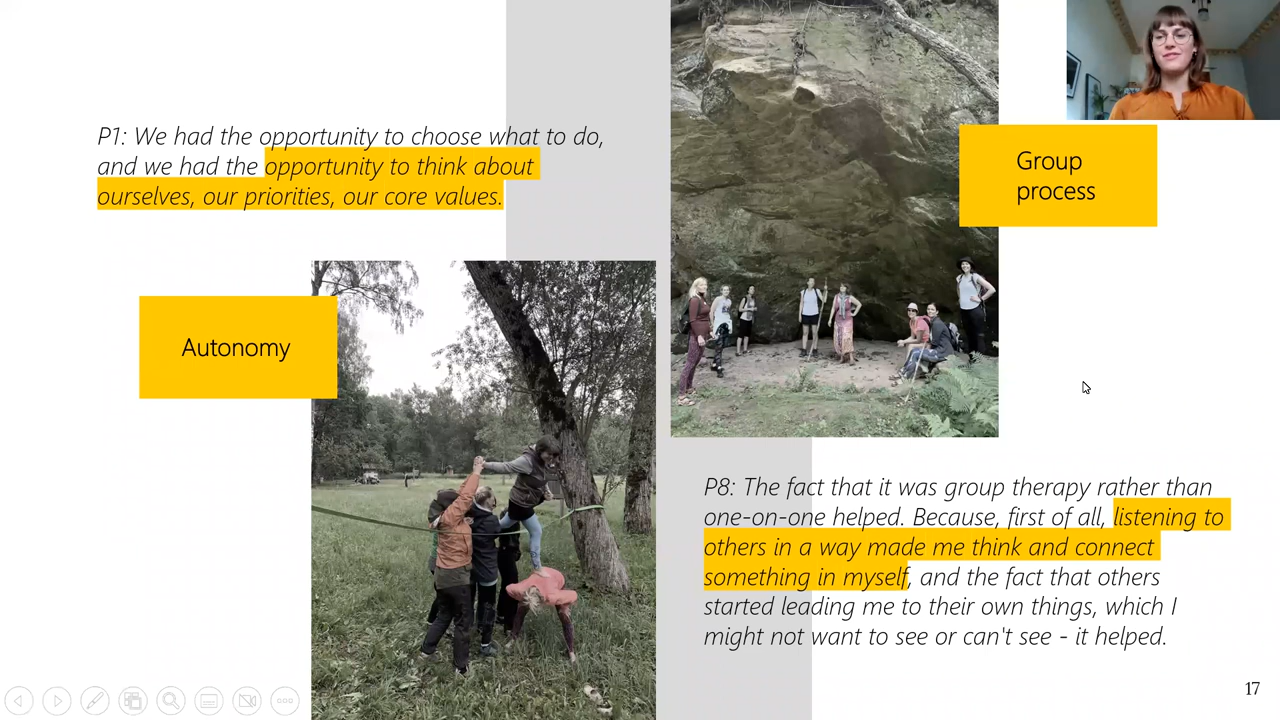 P1: We had the opportunity to choose what to do,
and we had the opportunity to think about
ourselves, our priorities, our core values.
Autonomy
Group
process
P8: The fact that it was group therapy rather than
one-on-one helped. Because, first of all, listening to
others in a way made me think and connect
something in myself, and the fact that others
started leading me to their own things, which I
might not want to see or can't see - it helped.
17